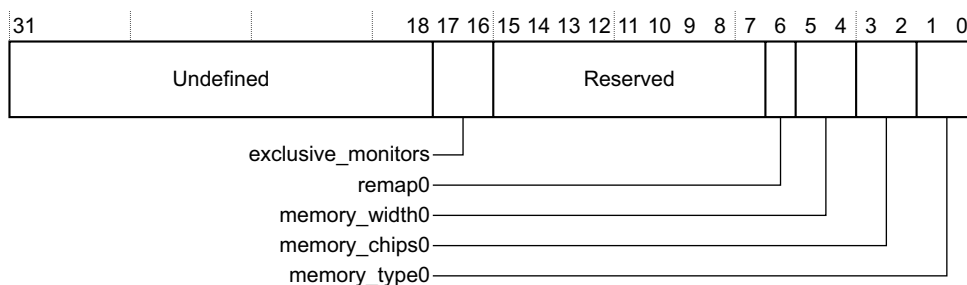 31 18 17 16 15 14 13 12 11 10 9 8 7 6 5 4 3 2 1 0
Undefined Reserved
exclusive_monitors
remap0
memory_width0
memory_chips0
memory_type0